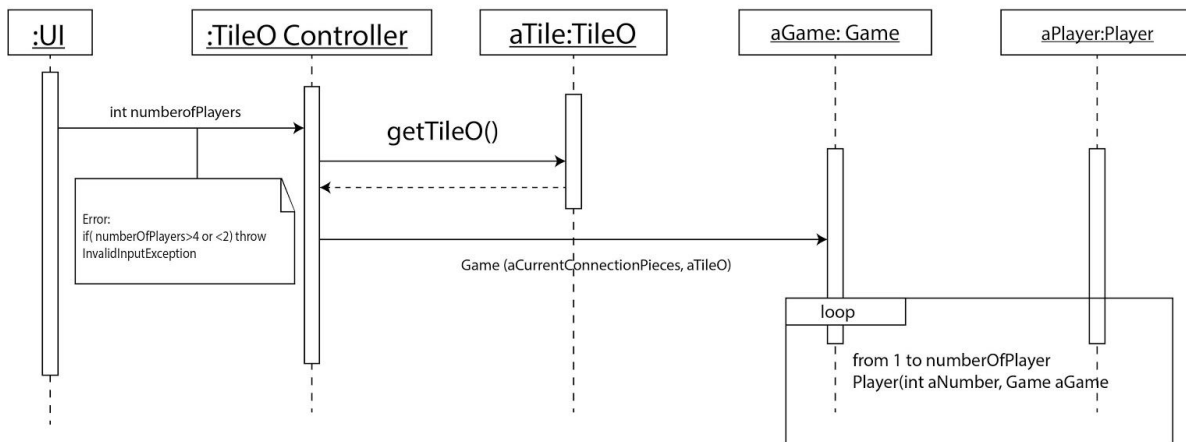 :UI
:TileO Controller
aTile:TileO
aGame: Game
aPlayer:Player
int numberofPlayers
getTileO()
Error:
if( numberOfPlayers>4 or <2) throw
InvalidInputException
Game (aCurrentConnectionPieces, aTileO)
loop
from 1 to numberOfPlayer
Player(int aNumber, Game aGame